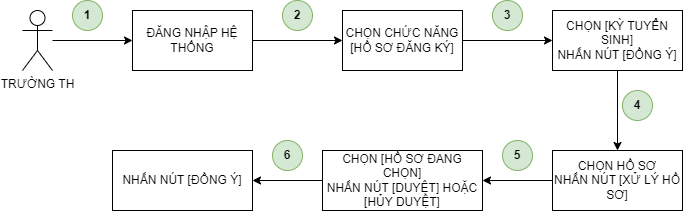 1
2
3
ĐĂNG NHẬP HỆ
THỐNG
CHỌN CHỨC NĂNG
[HỒ SƠ ĐĂNG KÝ]
CHỌN [KỲ TUYỂN
SINH]
NHẤN NÚT [ĐỒNG Ý]
TRƯỜNG TH
4
6
5
NHẤN NÚT [ĐỒNG Ý]
CHỌN [HỒ SƠ ĐANG
CHỌN]
NHẤN NÚT [DUYỆT] HOẶC
[HỦY DUYỆT]
CHỌN HỒ SƠ
NHẤN NÚT [XỬ LÝ HỒ
SƠ]